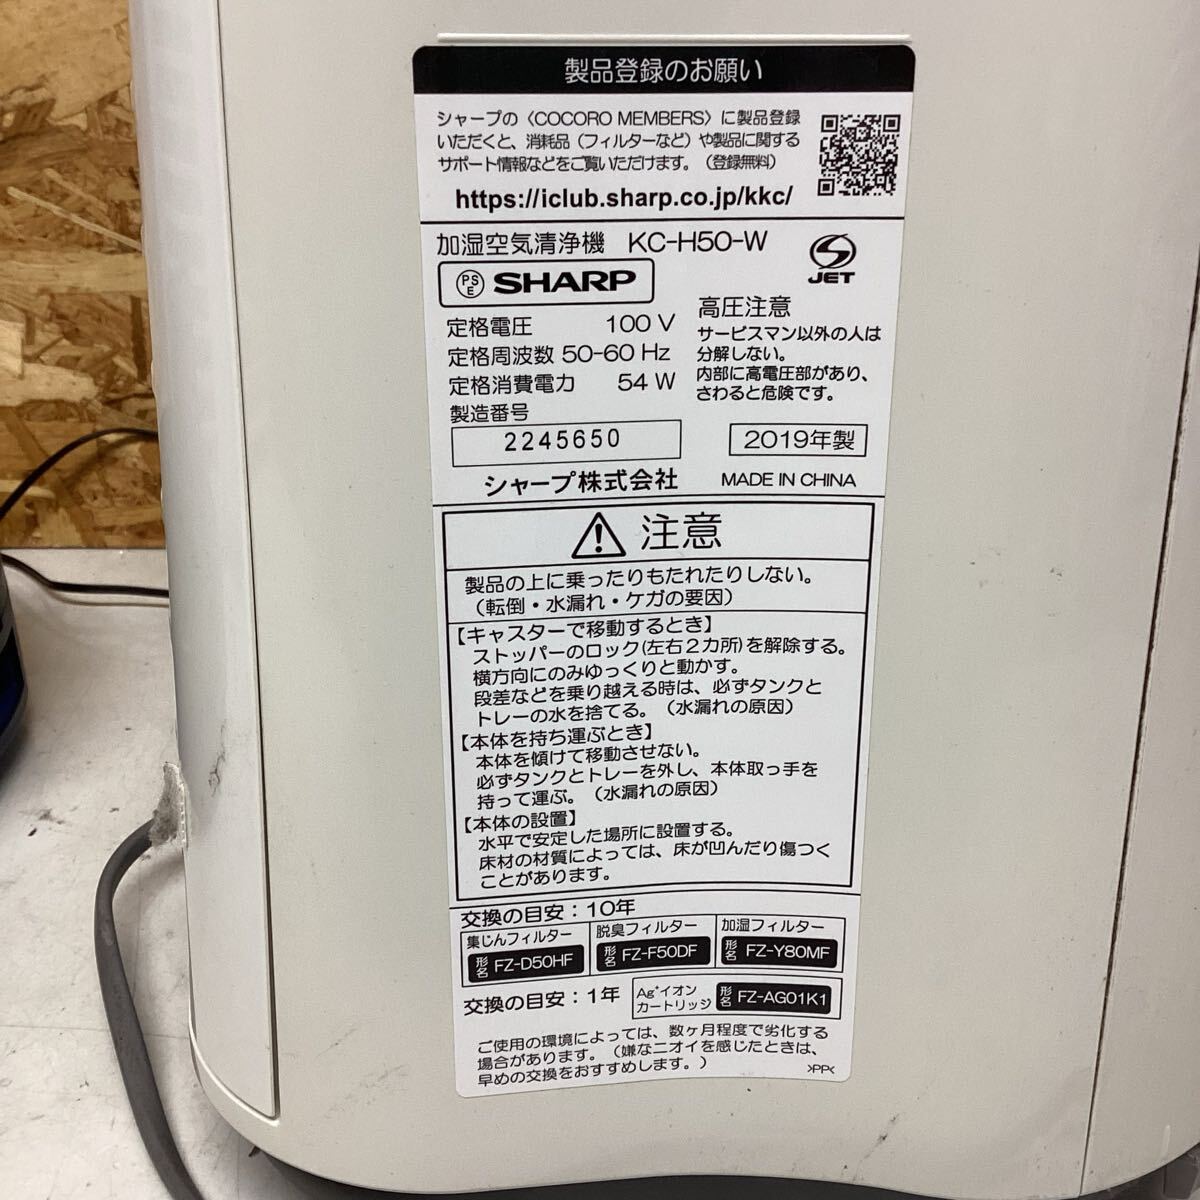 製品登録のお願い
シャープの〈COCORO MEMBERS〉に製品登録
いただくと、消耗品（フィルターなど）や製品に関する
サポート情報などをご覧いただけます。（登録無料）
https://iclub.sharp.co.jp/kkc/
加湿空気清浄機 KC-H50-W
PS E SHARP
JET
定格電圧 100 V
定格周波数 50-60 Hz
定格消費電力 54 W
製造番号
2245650
シャープ株式会社
高圧注意
サービスマン以外の人は
分解しない。
内部に高電圧部があり、
さわると危険です。
2019年製
MADE IN CHINA
注意
製品の上に乗ったりもたれたりしない。
（転倒・水漏れ・ケガの要因）
【キャスターで移動するとき】
ストッパーのロック(左右２カ所)を解除する。
横方向にのみゆっくりと動かす。
段差などを乗り越える時は、必ずタンクと
トレーの水を捨てる。（水漏れの原因）
【本体を持ち運ぶとき】
本体を傾けて移動させない。
必ずタンクとトレーを外し、本体取っ手を
持って運ぶ。（水漏れの原因）
【本体の設置】
水平で安定した場所に設置する。
床材の材質によっては、床が凹んだり傷つく
ことがあります。
交換の目安：10年
集じんフィルター
形名 FZ-D50HF
脱臭フィルター
形名 FZ-F50DF
加湿フィルター
形名 FZ-Y80MF
交換の目安：1年
Ag⁺イオン
カートリッジ
形名 FZ-AG01K1
ご使用の環境によっては、数ヶ月程度で劣化する
場合があります。（嫌なニオイを感じたときは、
早めの交換をおすすめします。）
>PP<